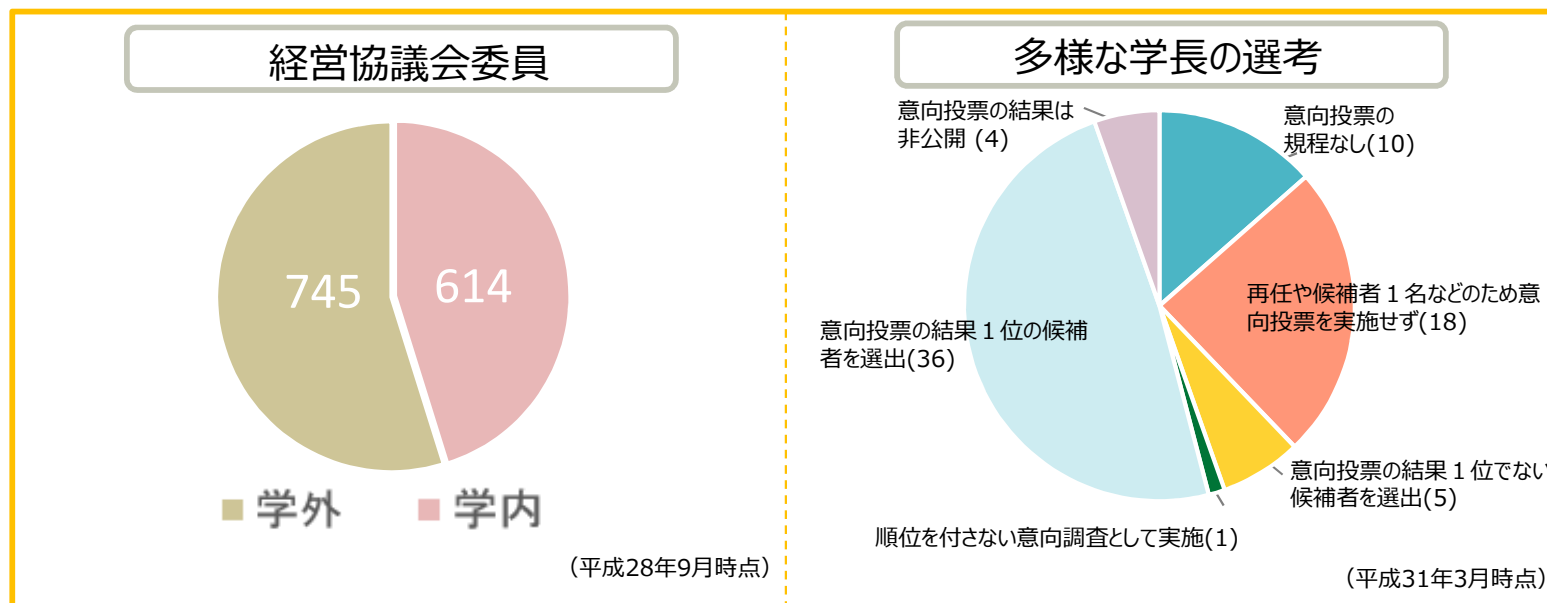 経営協議会委員
745
614
学外
学内
（平成28年9月時点）
多様な学長の選考
意向投票の結果は
非公開 (4)
意向投票の
規程なし(10)
再任や候補者１名などのため意
向投票を実施せず(18)
意向投票の結果１位の候補
者を選出(36)
意向投票の結果１位でない
候補者を選出(5)
順位を付さない意向調査として実施(1)
（平成31年3月時点）